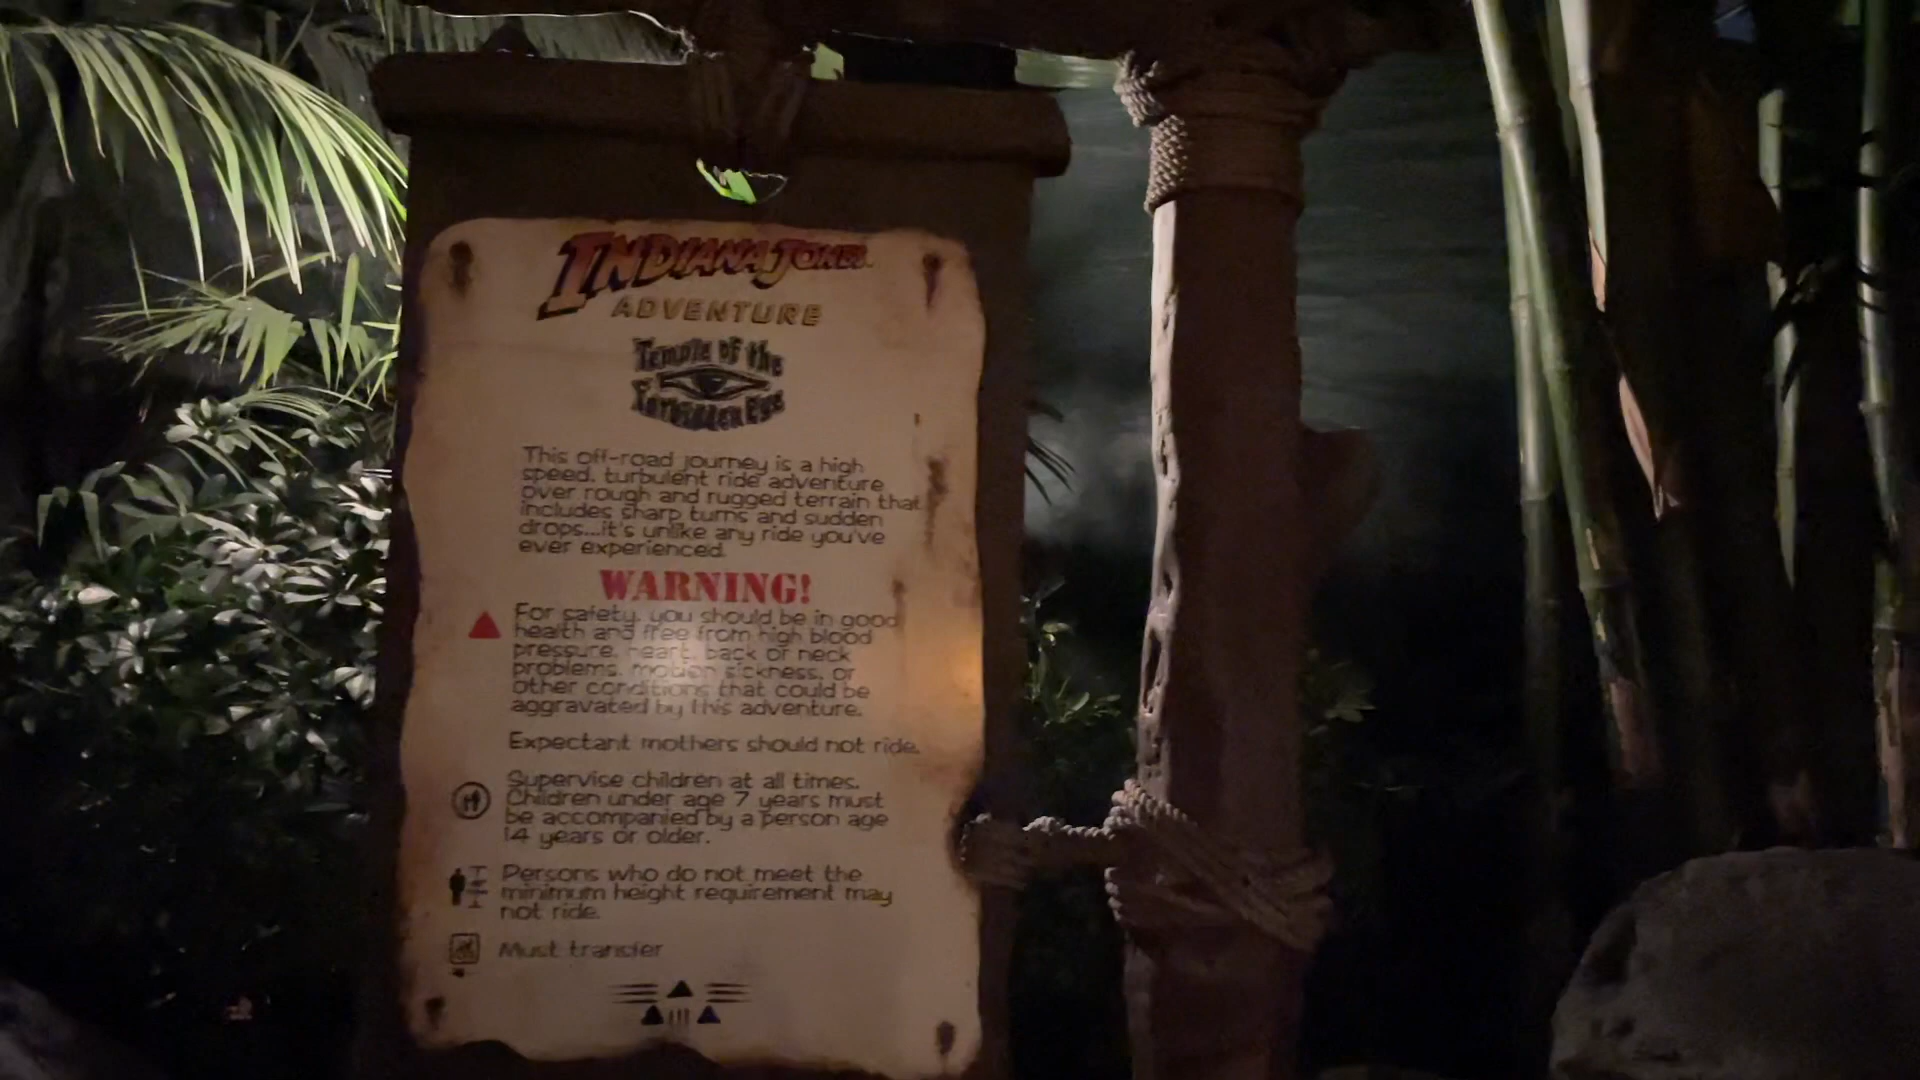 INDIANA JONES
ADVENTURE
Temple of the
Forbidden Eye
This off-road journey is a high
speed, turbulent ride adventure
over rough and rugged terrain that
includes sharp turns and sudden
drops...it's unlike any ride you've
ever experienced.
WARNING!
For safety, you should be in good
health and free from high blood
pressure, heart, back or neck
problems, motion sickness, or
other conditions that could be
aggravated by this adventure.
Expectant mothers should not ride.
Supervise children at all times.
Children under age 7 years must
be accompanied by a person age
14 years or older.
Persons who do not meet the
minimum height requirement may
not ride.
Must transfer